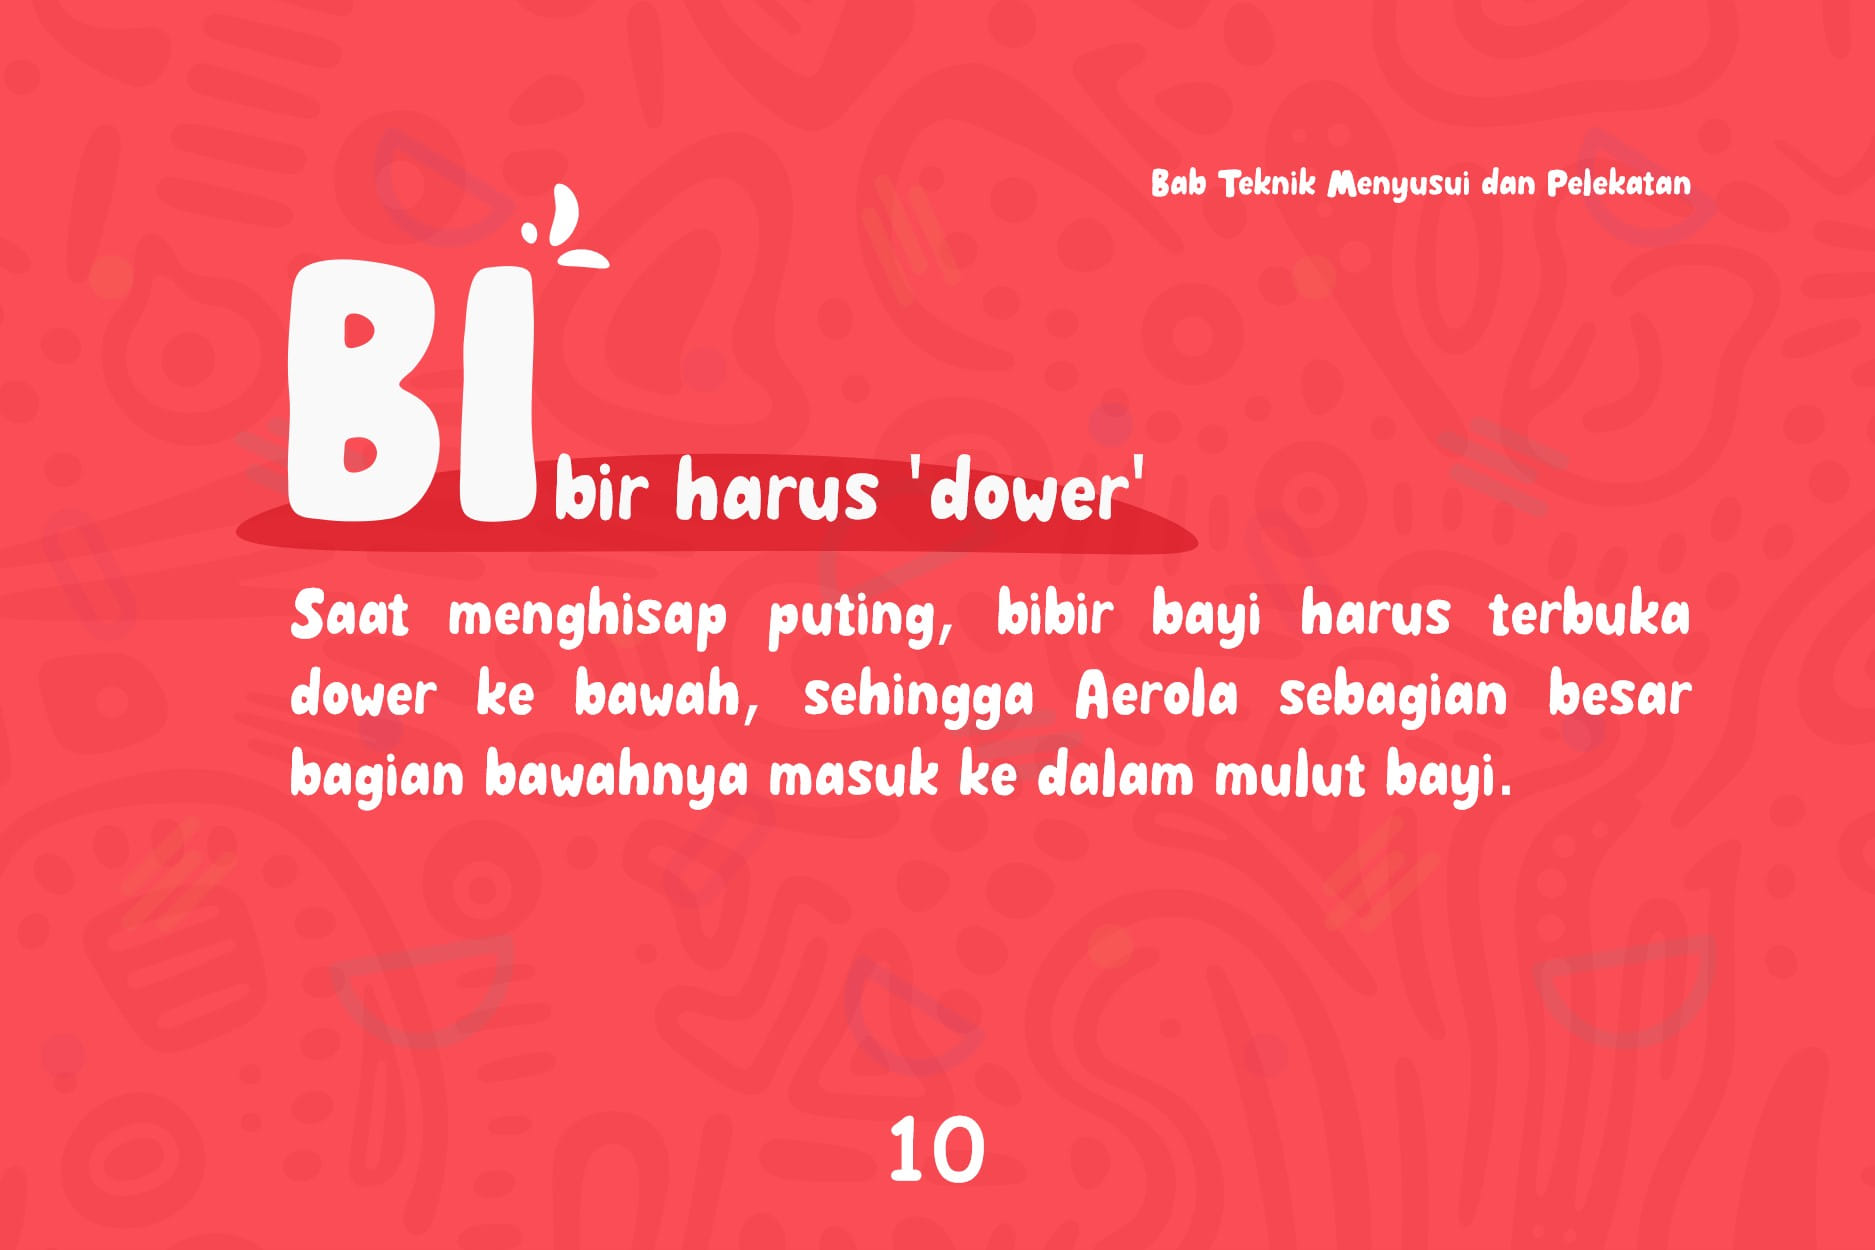 Bab Teknik Menyusui dan Pelekatan
BIbir harus 'dower'
Saat menghisap puting, bibir bayi harus terbuka
dower ke bawah, sehingga Aerola sebagian besar
bagian bawahnya masuk ke dalam mulut bayi.
10